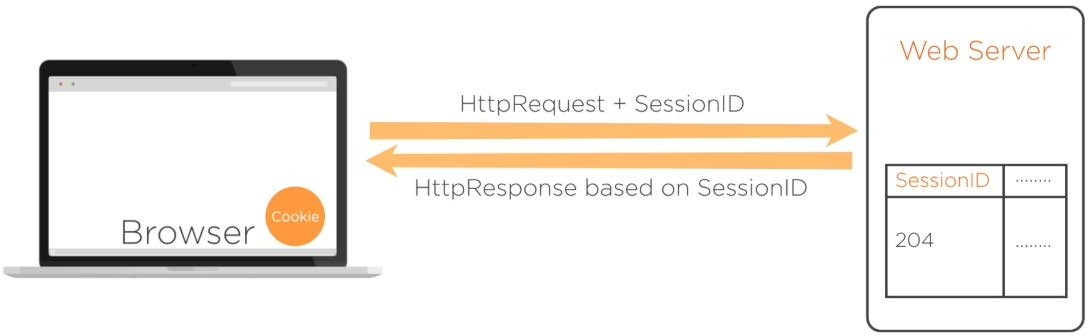 Web Server
HttpRequest + SessionID
HttpResponse based on SessionID
SessionID ........
204 ........
Browser
Cookie